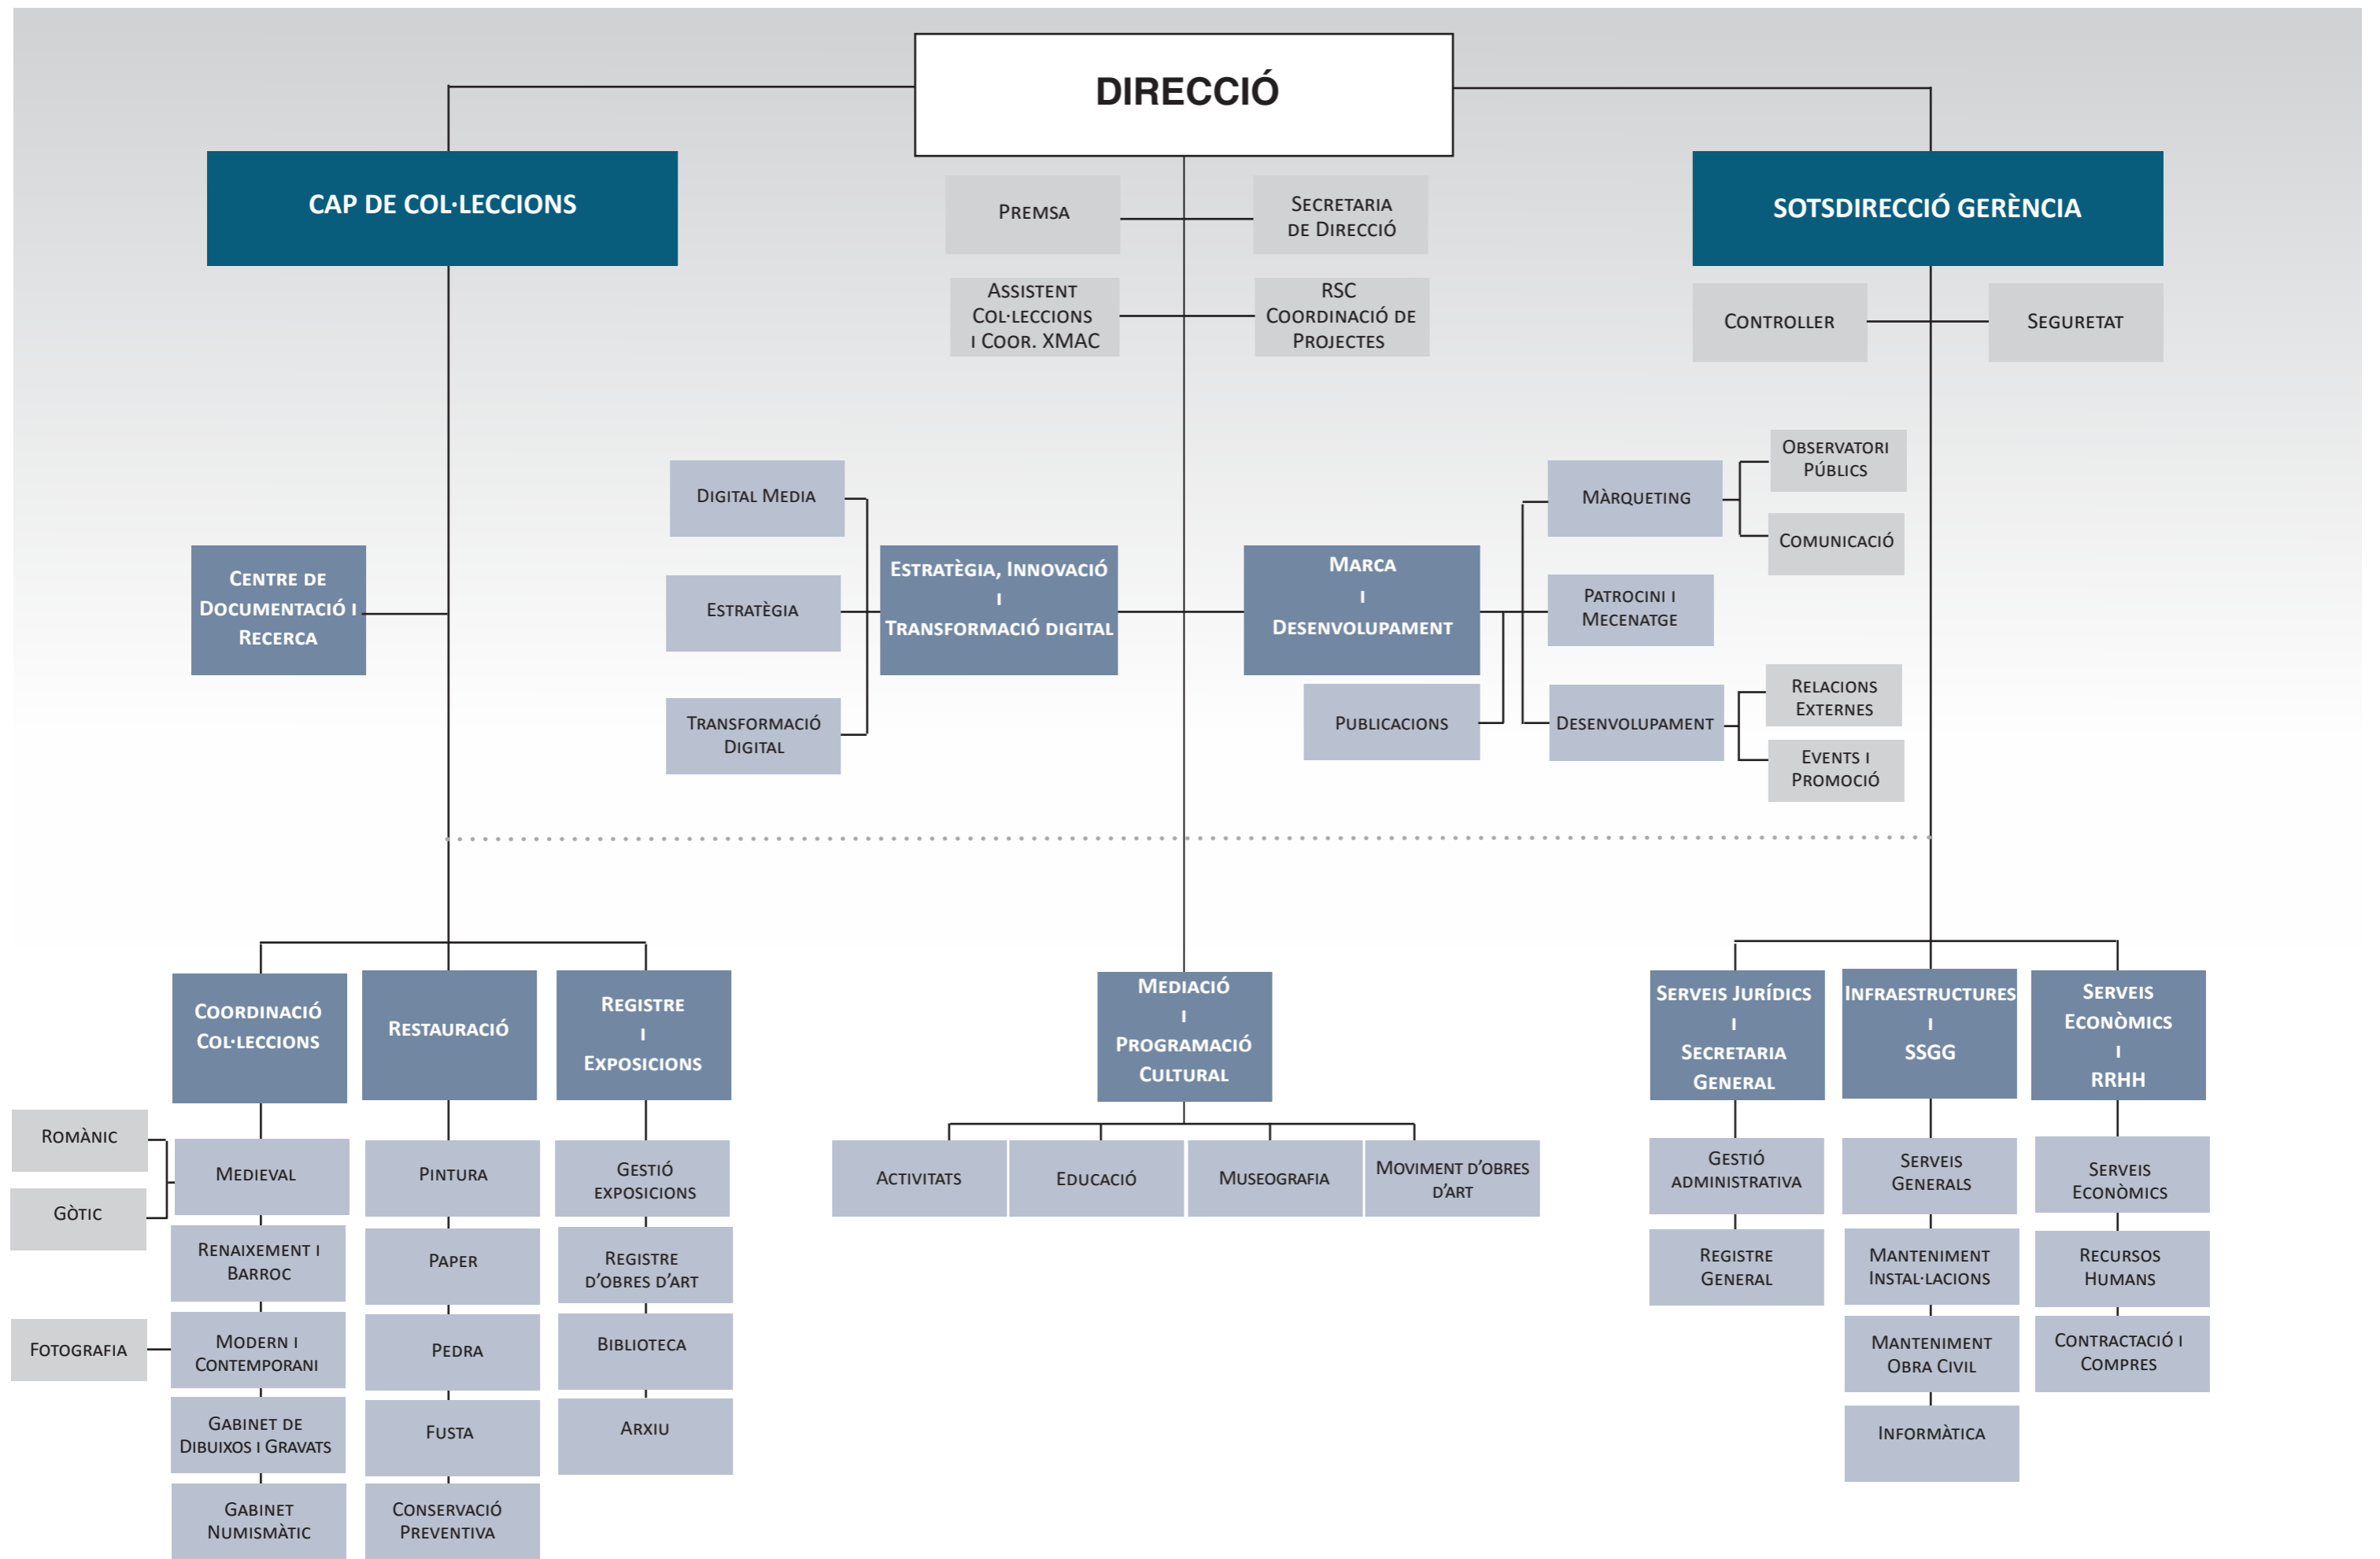 DIRECCIÓ
CAP DE COL·LECCIONS
SOTSDIRECCIÓ GERÈNCIA
Premsa
Secretaria
de Direcció
Assistent
Col·leccions
i Coor. XMAC
RSC
Coordinació de
Projectes
Controller
Seguretat
Digital Media
Estratègia
Transformació
Digital
Estratègia, Innovació
i
Transformació digital
Marca
i
Desenvolupament
Publicacions
Màrqueting
Observatori
Públics
Comunicació
Patrocini i
Mecenatge
Desenvolupament
Relacions
Externes
Events i
Promoció
Centre de
Documentació i
Recerca
Coordinació
Col·leccions
Romànic
Gòtic
Medieval
Renaixement i
Barroc
Fotografia
Modern i
Contemporani
Gabinet de
Dibuixos i Gravats
Gabinet
Numismàtic
Restauració
Pintura
Paper
Pedra
Fusta
Conservació
Preventiva
Registre
i
Exposicions
Gestió
exposicions
Registre
d’obres d’art
Biblioteca
Arxiu
Mediació
i
Programació
Cultural
Activitats
Educació
Museografia
Moviment d’obres
d’art
Serveis Jurídics
i
Secretaria
General
Gestió
administrativa
Registre
General
Infraestructures
i
SSGG
Serveis
Generals
Manteniment
Instal·lacions
Manteniment
Obra Civil
Informàtica
Serveis
Econòmics
i
RRHH
Serveis
Econòmics
Recursos
Humans
Contractació i
Compres